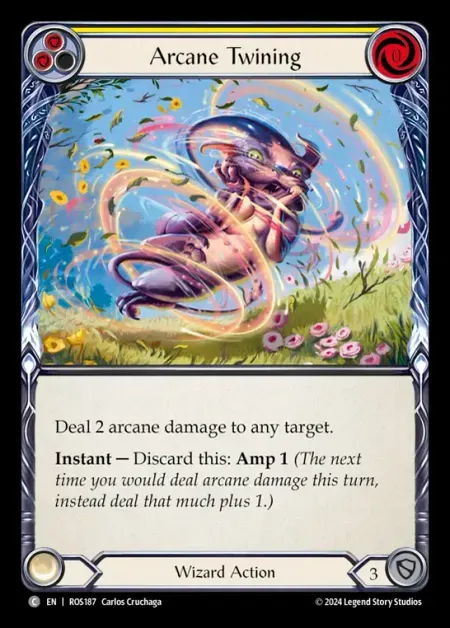 Arcane Twining
0
Deal 2 arcane damage to any target.
Instant — Discard this: Amp 1 (The next
time you would deal arcane damage this turn,
instead deal that much plus 1.)
Wizard Action
3
C EN | ROS187 Carlos Cruchaga
© 2024 Legend Story Studios